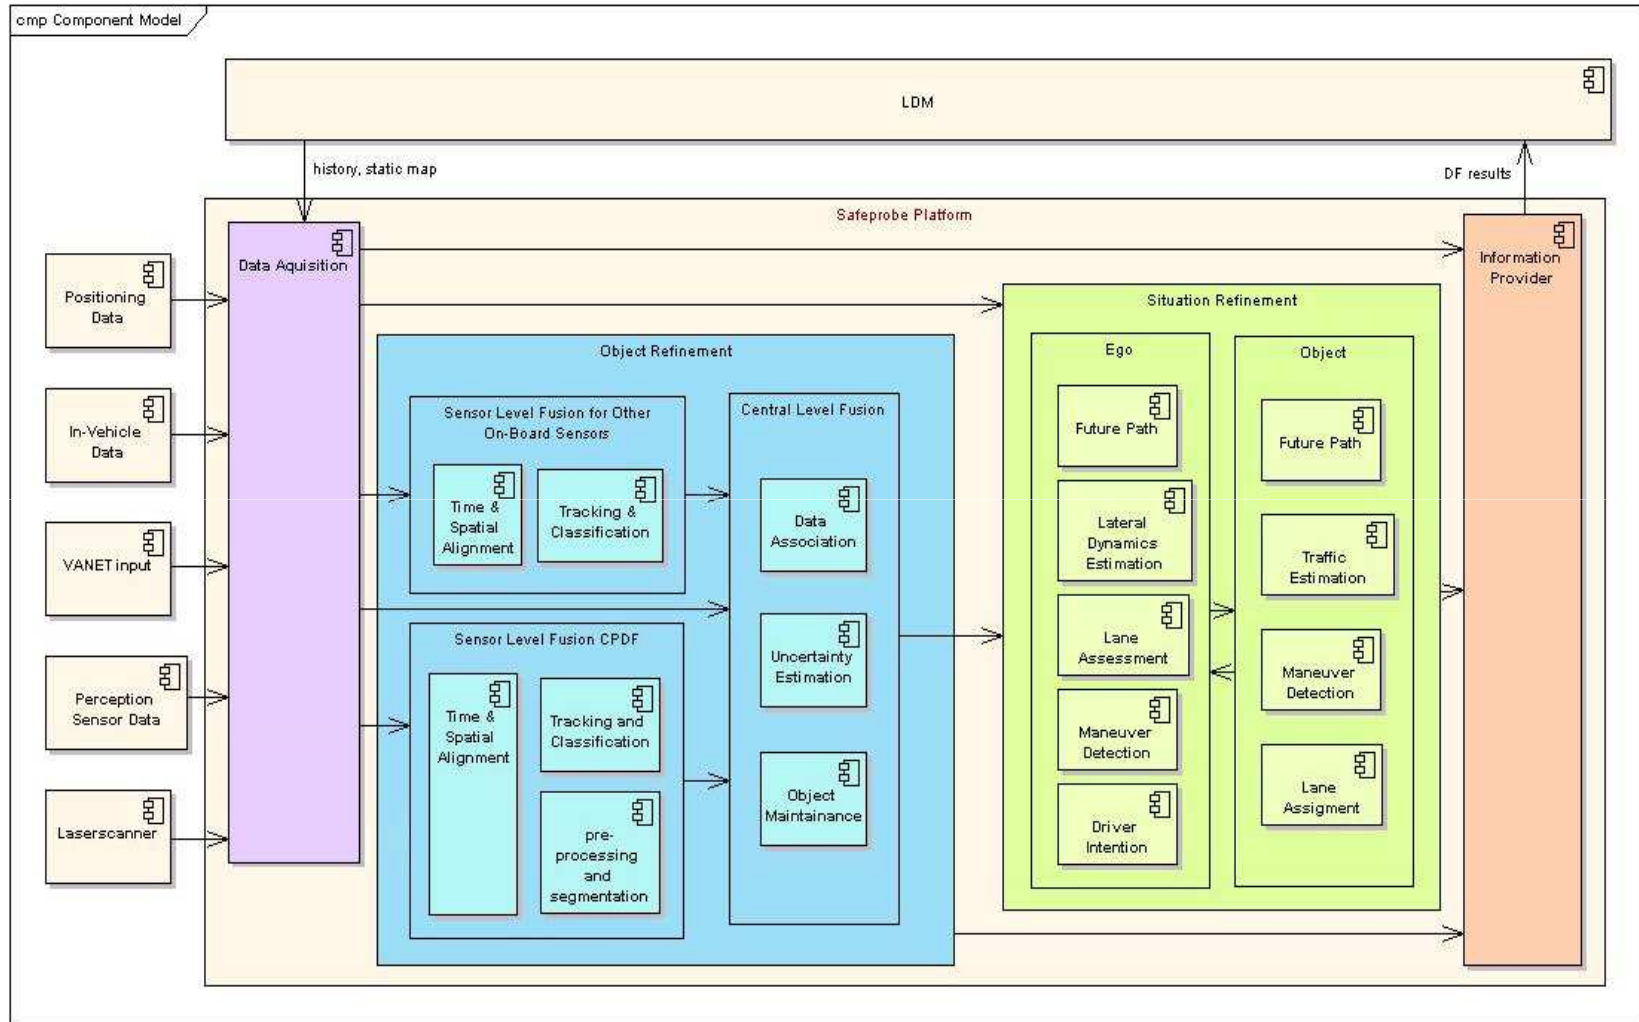 cmp Component Model
LDM
history, static map
DF results
Safeprobe Platform
Data Aquisition
Information
Provider
Positioning
Data
In-Vehicle
Data
VANET input
Perception
Sensor Data
Laserscanner
Object Refinement
Sensor Level Fusion for Other
On-Board Sensors
Time &
Spatial
Alignment
Tracking &
Classification
Sensor Level Fusion CPDF
Time &
Spatial
Alignment
Tracking and
Classification
pre-
processing
and
segmentation
Central Level Fusion
Data
Association
Uncertainty
Estimation
Object
Maintainance
Situation Refinement
Ego
Future Path
Lateral
Dynamics
Estimation
Lane
Assessment
Maneuver
Detection
Driver
Intention
Object
Future Path
Traffic
Estimation
Maneuver
Detection
Lane
Assigment